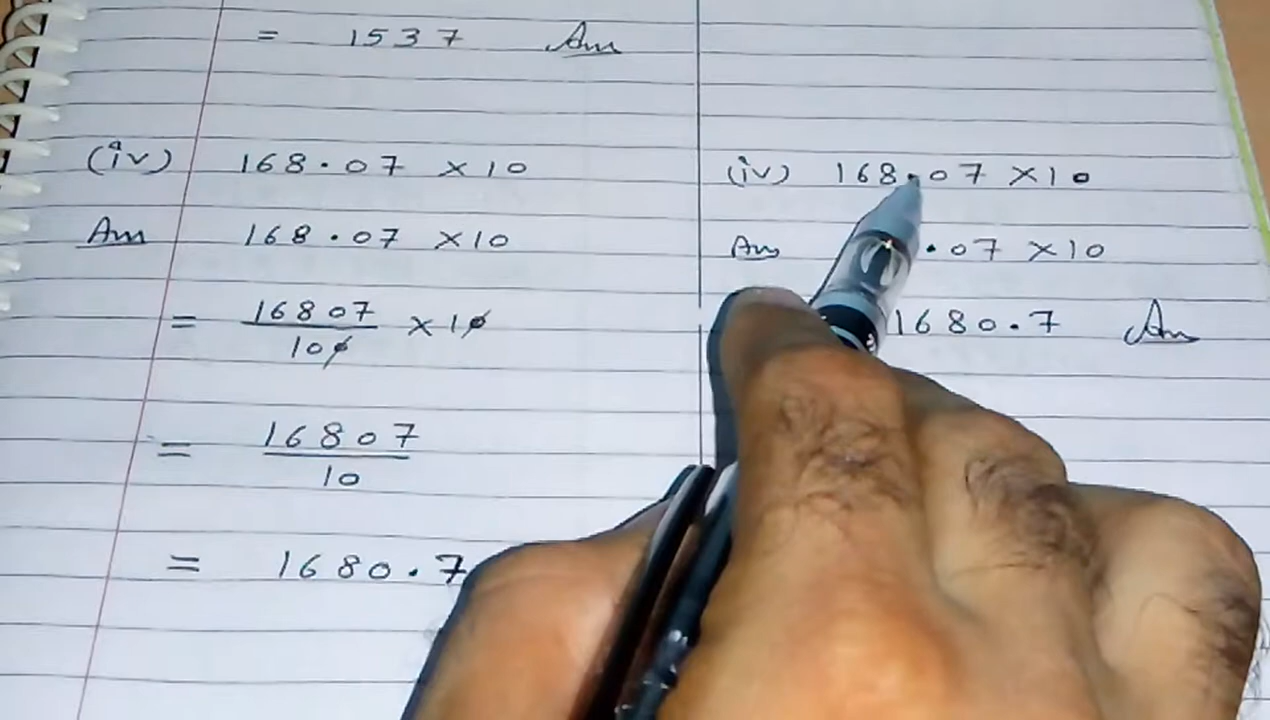 = 1537 Ans
(iv) 168.07 × 10
Ans 168.07 × 10
= 16807/100 × 10
= 16807/10
= 1680.7
(iv) 168.07 × 10
Ans .07 × 10
1680.7 Ans